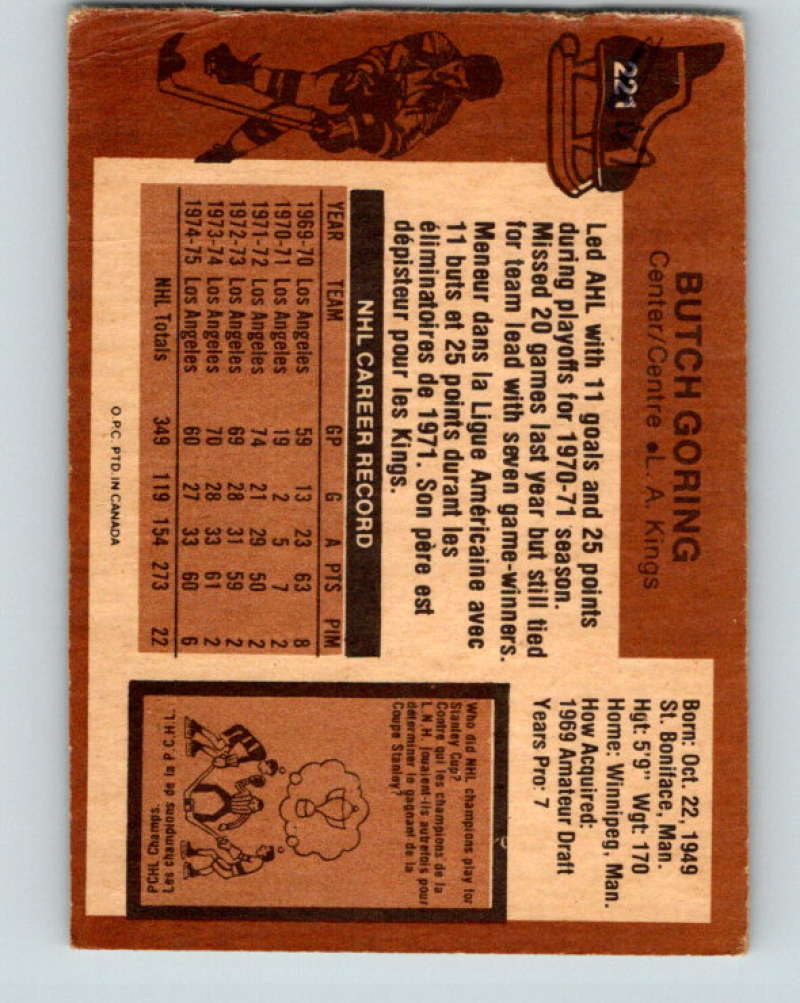 221
BUTCH GORING
Center/Centre • L. A. Kings
Led AHL with 11 goals and 25 points
during playoffs for 1970-71 season.
Missed 20 games last year but still tied
for team lead with seven game-winners.
Meneur dans la Ligue Américaine avec
11 buts et 25 points durant les
éliminatoires de 1971. Son père est
dépisteur pour les Kings.
NHL CAREER RECORD
YEAR TEAM GP G A PTS PIM
1969-70 Los Angeles 59 13 23 63 8
1970-71 Los Angeles 19 2 5 7 2
1971-72 Los Angeles 74 21 29 50 2
1972-73 Los Angeles 69 28 31 59 2
1973-74 Los Angeles 70 28 33 61 2
1974-75 Los Angeles 60 27 33 60 6
NHL Totals 349 119 154 273 22
O.P.C. PTD. IN CANADA
Born: Oct. 22, 1949
St. Boniface, Man.
Hgt: 5'9" Wgt: 170
Home: Winnipeg, Man.
How Acquired:
1969 Amateur Draft
Years Pro: 7
Who did NHL champions play for
Stanley Cup?
Contre qui les champions de la
L.N.H. jouaient-ils autrefois pour
déterminer le gagnant de la
Coupe Stanley?
PCHL Champs.
Les champions de la P.C.H.L.